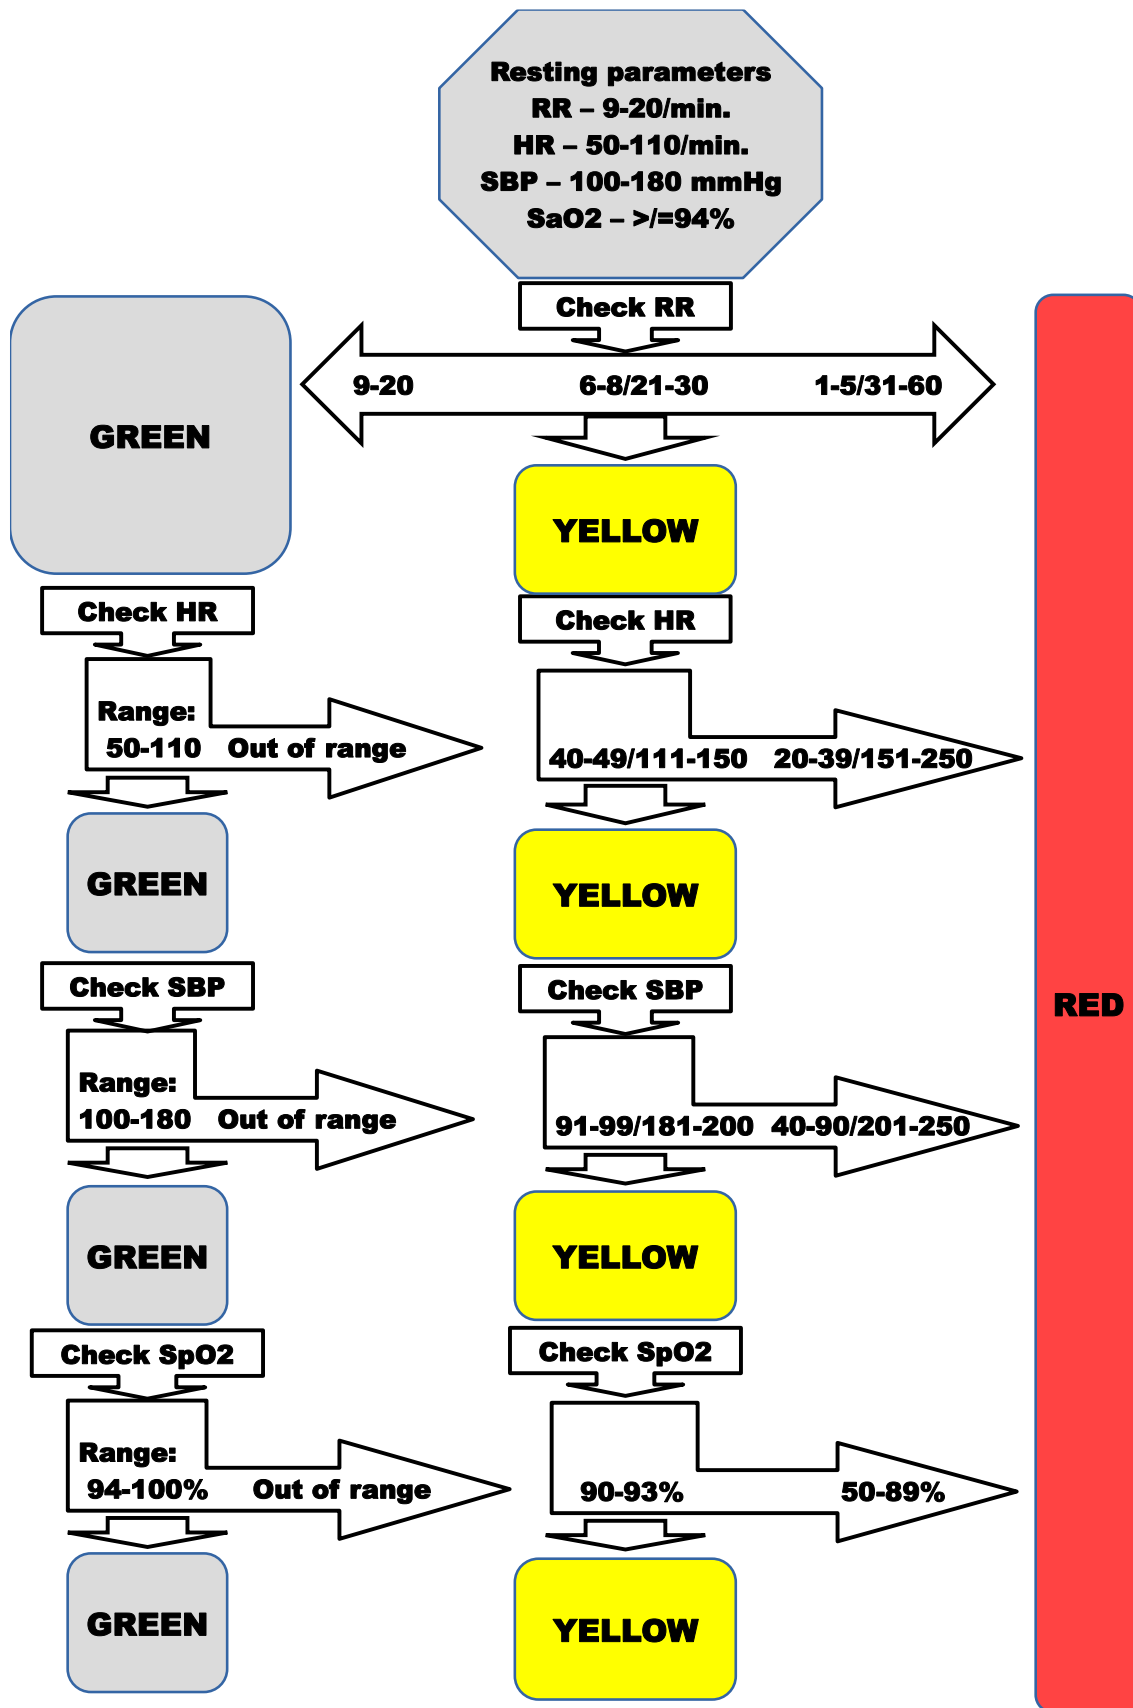 Resting parameters
RR – 9-20/min.
HR – 50-110/min.
SBP – 100-180 mmHg
SaO2 – >/=94%
Check RR
9-20 6-8/21-30 1-5/31-60
GREEN
YELLOW
Check HR
Check HR
Range:
50-110 Out of range
40-49/111-150 20-39/151-250
GREEN
YELLOW
Check SBP
Check SBP
RED
Range:
100-180 Out of range
91-99/181-200 40-90/201-250
GREEN
YELLOW
Check SpO2
Check SpO2
Range:
94-100% Out of range
90-93% 50-89%
GREEN
YELLOW